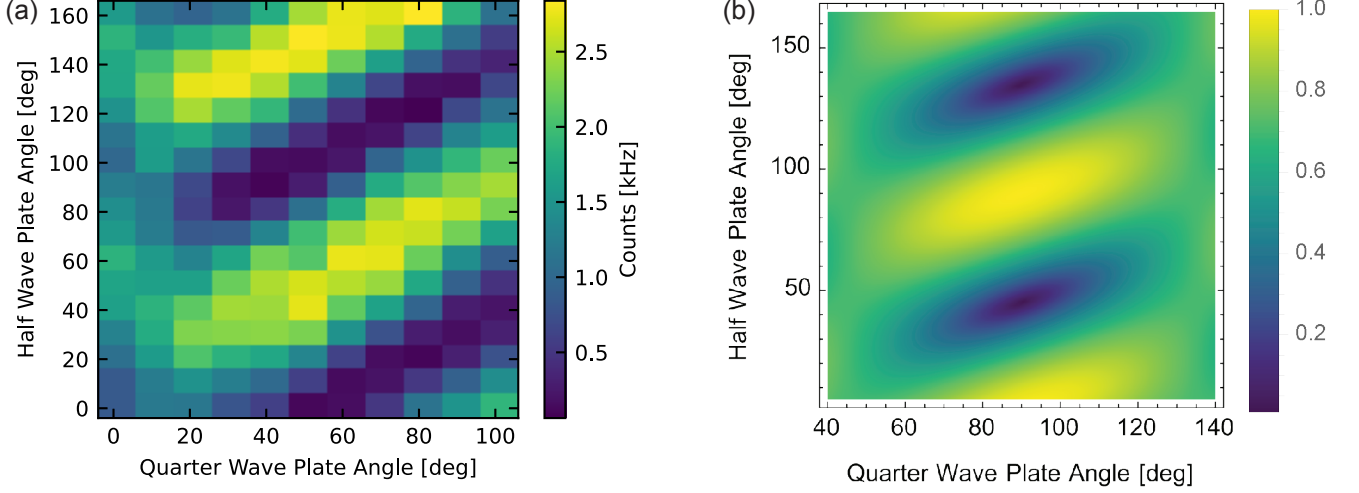 (a)
160
140
120
100
80
60
40
20
0
Half Wave Plate Angle [deg]
0 20 40 60 80 100
Quarter Wave Plate Angle [deg]
2.5
2.0
1.5
1.0
0.5
Counts [kHz]
(b)
150
100
50
Half Wave Plate Angle [deg]
40 60 80 100 120 140
Quarter Wave Plate Angle [deg]
1.0
0.8
0.6
0.4
0.2